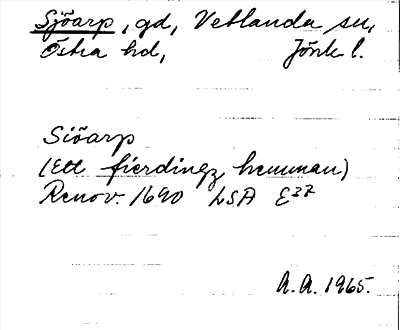 Sjöarp, gd, Vetlanda sn,
Östra hd, Jönk l.
Siöarp
(Ett fierdingz hemman)
Renov. 1690 LSA E27
A.A. 1965.